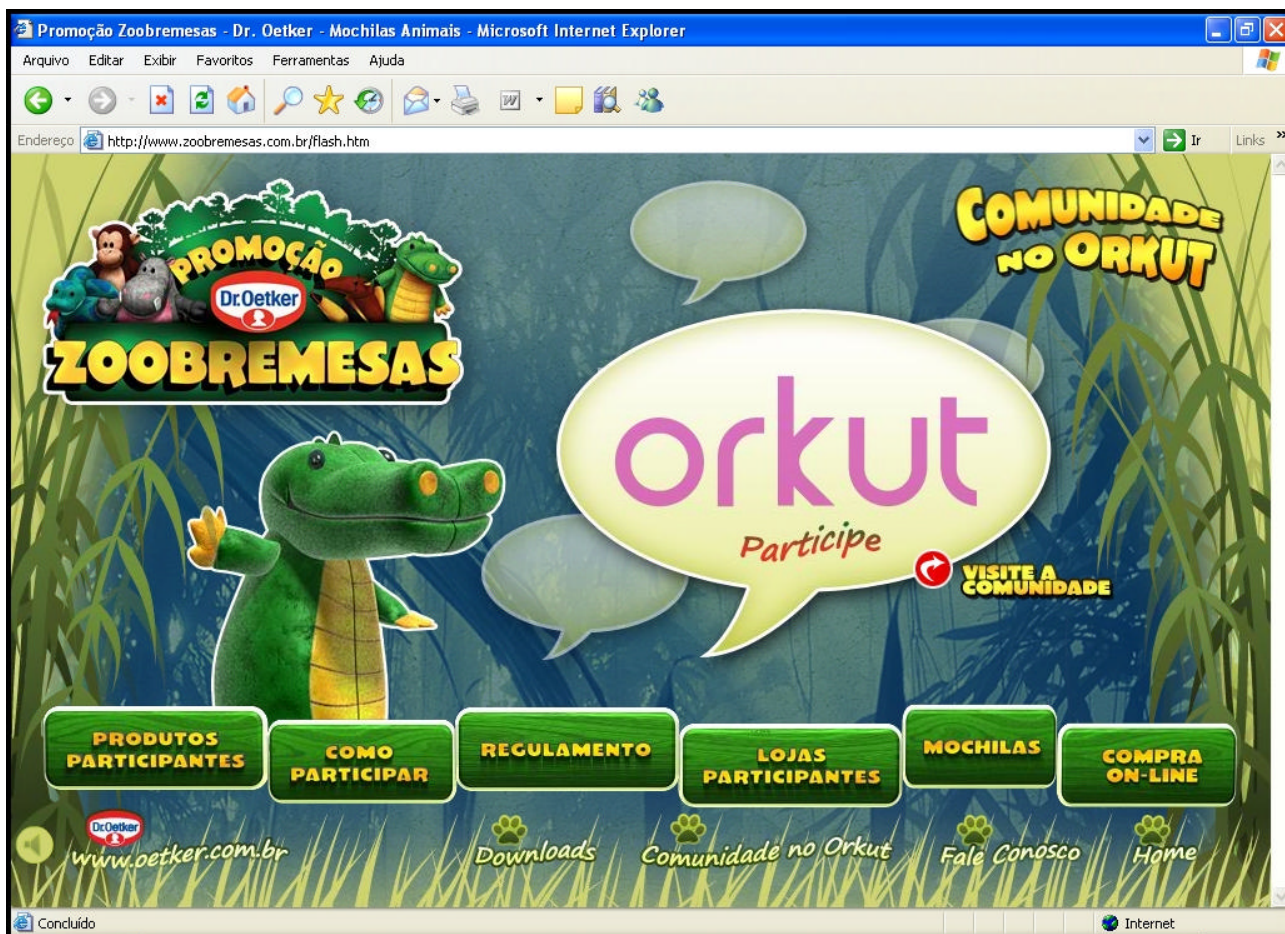 Promoção Zoobremesas - Dr. Oetker - Mochilas Animais - Microsoft Internet Explorer
Arquivo Editar Exibir Favoritos Ferramentas Ajuda
Endereço http://www.zoobremesas.com.br/flash.htm Ir Links »
PROMOÇÃO
Dr.Oetker
ZOOBREMESAS
COMUNIDADE
NO ORKUT
orkut
Participe
VISITE A
COMUNIDADE
PRODUTOS
PARTICIPANTES
COMO
PARTICIPAR
REGULAMENTO
LOJAS
PARTICIPANTES
MOCHILAS
COMPRA
ON-LINE
Dr.Oetker
www.oetker.com.br
Downloads
Comunidade no Orkut
Fale Conosco
Home
Concluído Internet